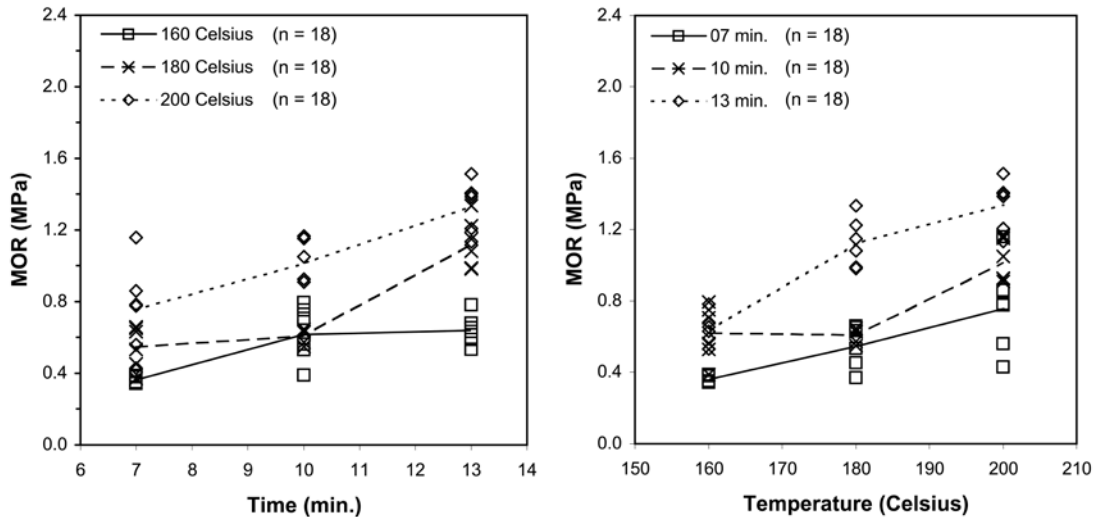 2.4
2.0
1.6
1.2
0.8
0.4
0.0
MOR (MPa)
160 Celsius (n = 18)
180 Celsius (n = 18)
200 Celsius (n = 18)
6 7 8 9 10 11 12 13 14
Time (min.)
2.4
2.0
1.6
1.2
0.8
0.4
0.0
MOR (MPa)
07 min. (n = 18)
10 min. (n = 18)
13 min. (n = 18)
150 160 170 180 190 200 210
Temperature (Celsius)